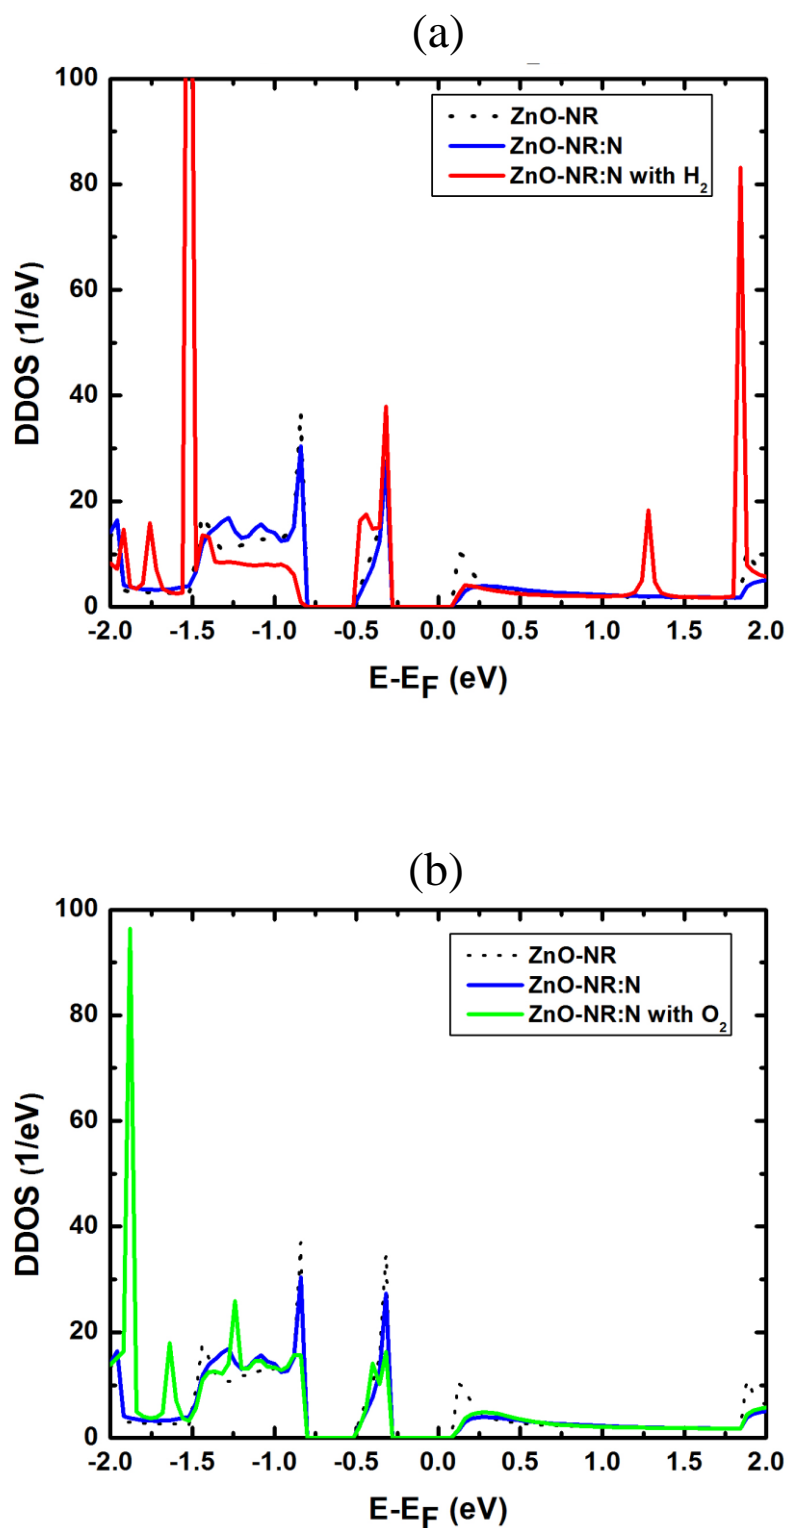 (a)
100
80
60
40
20
0
DDOS (1/eV)
ZnO-NR
ZnO-NR:N
ZnO-NR:N with H₂
-2.0 -1.5 -1.0 -0.5 0.0 0.5 1.0 1.5 2.0
E-E_F (eV)
(b)
100
80
60
40
20
0
DDOS (1/eV)
ZnO-NR
ZnO-NR:N
ZnO-NR:N with O₂
-2.0 -1.5 -1.0 -0.5 0.0 0.5 1.0 1.5 2.0
E-E_F (eV)